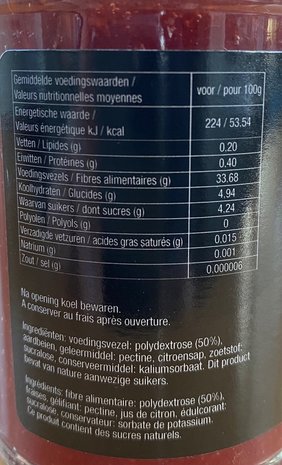 Gemiddelde voedingswaarden /
Valeurs nutritionnelles moyennes
voor / pour 100g
Energetische waarde /
Valeurs énergétique kJ / kcal
224 / 53.54
Vetten / Lipides (g)
0.20
Eiwitten / Protéines (g)
0.40
Voedingsvezels / Fibres alimentaires (g)
33.68
Koolhydraten / Glucides (g)
4.94
Waarvan suikers / dont sucres (g)
4.24
Polyolen / Polyols (g)
0
Verzadigde vetzuren / acides gras saturés (g)
0.015
Natrium (g)
0.001
Zout / sel (g)
0.000006
Na opening koel bewaren.
A conserver au frais après ouverture.
Ingrediënten: voedingsvezel: polydextrose (50%),
aardbeien, geleermiddel: pectine, citroensap, zoetstof:
sucralose, conserveermiddel: kaliumsorbaat. Dit product
bevat van nature aanwezige suikers.
Ingrédients: fibre alimentaire: polydextrose (50%),
fraises, gélifiant: pectine, jus de citron, édulcorant:
sucralose, conservateur: sorbate de potassium.
Ce produit contient des sucres naturels.